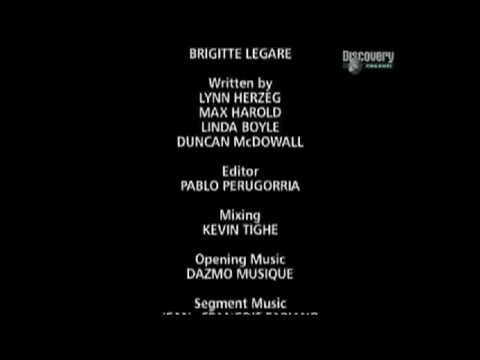 BRIGITTE LEGARE
Discovery
CHANNEL
Written by
LYNN HERZEG
MAX HAROLD
LINDA BOYLE
DUNCAN McDOWALL
Editor
PABLO PERUGORRIA
Mixing
KEVIN TIGHE
Opening Music
DAZMO MUSIQUE
Segment Music